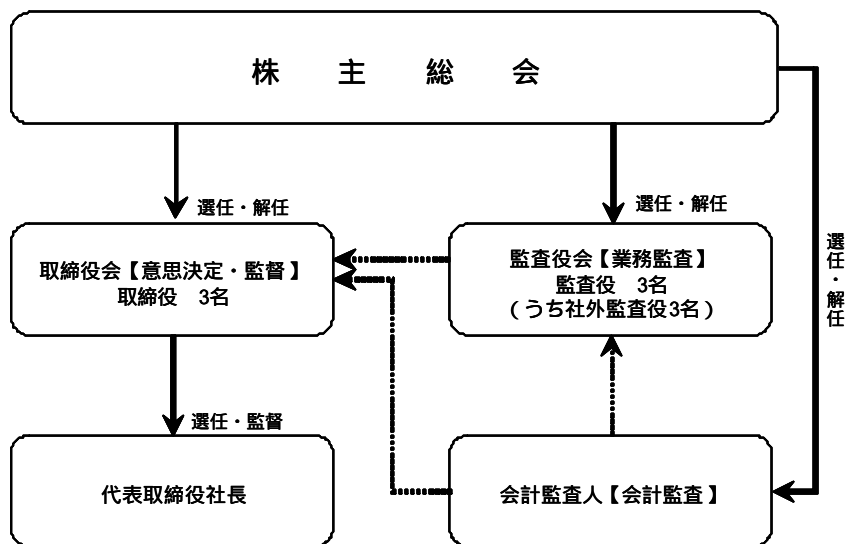 株　主　総　会
選任・解任
選任・解任
選任・解任
取締役会【意思決定・監督】
取締役　3名
監査役会【業務監査】
監査役　3名
（うち社外監査役3名）
選任・監督
代表取締役社長
会計監査人【会計監査】